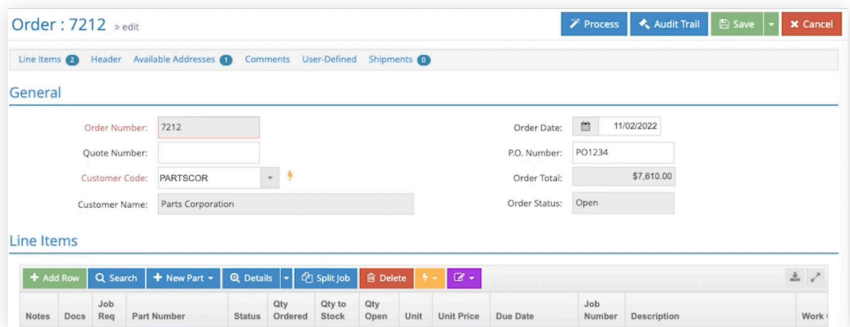 Order : 7212 » edit Process Audit Trail Save Cancel
Line Items 2 Header Available Addresses 1 Comments User-Defined Shipments 0
General
Order Number: 7212 Order Date: 11/02/2022
Quote Number: P.O. Number: PO1234
Customer Code: PARTSCOR Order Total: $7,610.00
Customer Name: Parts Corporation Order Status: Open
Line Items
Add Row Search New Part Details Split Job Delete
Notes Docs Job Req Part Number Status Qty Ordered Qty to Stock Qty Open Unit Unit Price Due Date Job Number Description Work